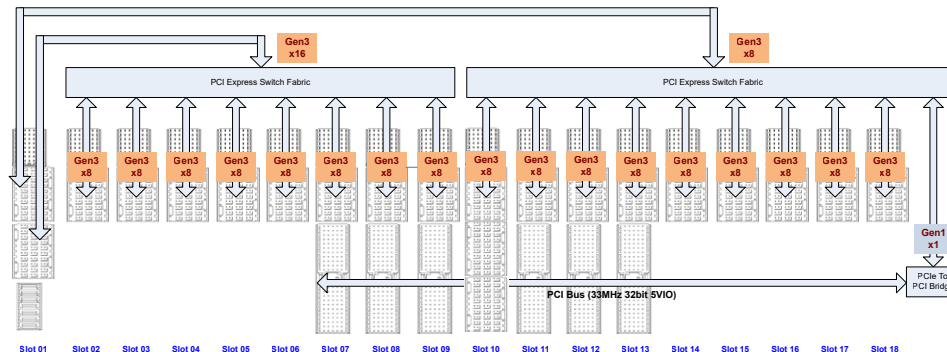 Gen3
x16
Gen3
x8
PCI Express Switch Fabric
PCI Express Switch Fabric
Gen3
x8
Gen3
x8
Gen3
x8
Gen3
x8
Gen3
x8
Gen3
x8
Gen3
x8
Gen3
x8
Gen3
x8
Gen3
x8
Gen3
x8
Gen3
x8
Gen3
x8
Gen3
x8
Gen3
x8
Gen3
x8
Gen3
x8
Gen1
x1
PCIe To
PCI Bridg
PCI Bus (33MHz 32bit 5VIO)
Slot 01
Slot 02
Slot 03
Slot 04
Slot 05
Slot 06
Slot 07
Slot 08
Slot 09
Slot 10
Slot 11
Slot 12
Slot 13
Slot 14
Slot 15
Slot 16
Slot 17
Slot 18